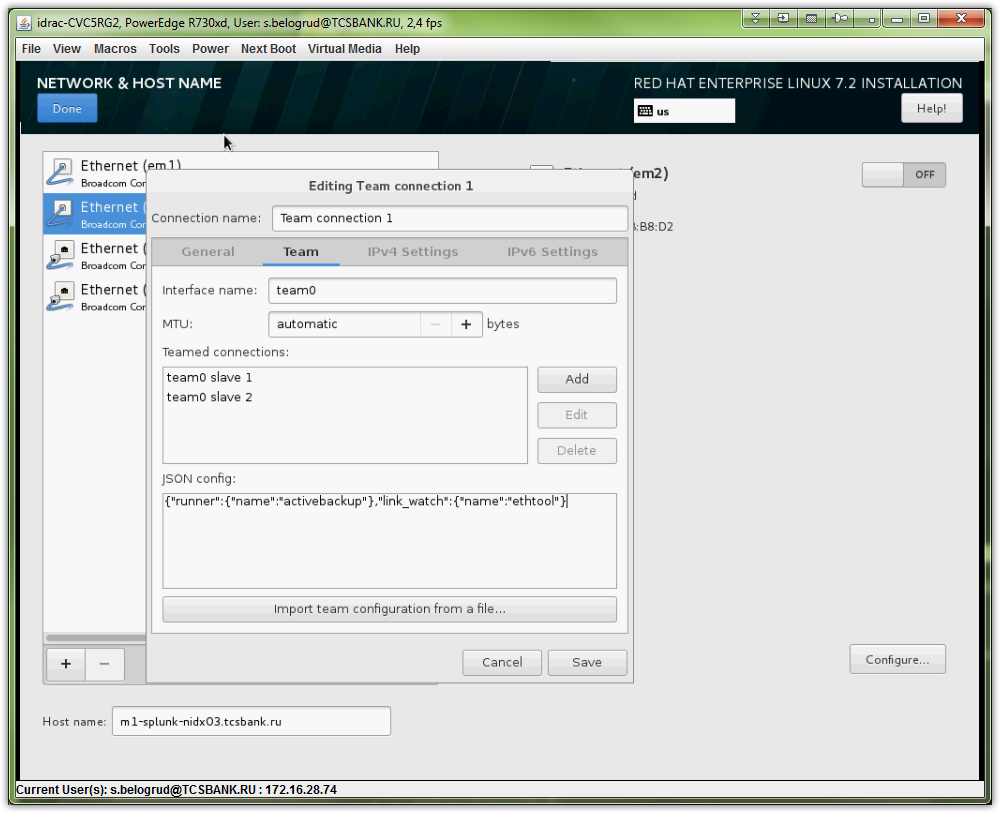 idrac-CVC5RG2, PowerEdge R730xd, User: s.belogrud@TCSBANK.RU, 2,4 fps
File View Macros Tools Power Next Boot Virtual Media Help
NETWORK & HOST NAME
RED HAT ENTERPRISE LINUX 7.2 INSTALLATION
Done
us
Help!
Ethernet (em1)
Broadcom Cor
Ethernet (
Broadcom Cor
Ethernet (
Broadcom Cor
Ethernet (
Broadcom Cor
em2)
OFF
:B8:D2
Editing Team connection 1
Connection name: Team connection 1
General Team IPv4 Settings IPv6 Settings
Interface name: team0
MTU: automatic − + bytes
Teamed connections:
team0 slave 1
team0 slave 2
Add
Edit
Delete
JSON config:
{"runner":{"name":"activebackup"},"link_watch":{"name":"ethtool"}
Import team configuration from a file...
Cancel Save
+ −
Configure...
Host name: m1-splunk-nidx03.tcsbank.ru
Current User(s): s.belogrud@TCSBANK.RU : 172.16.28.74